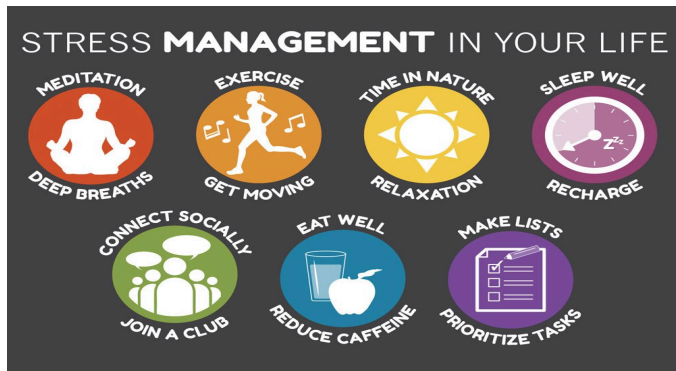 STRESS MANAGEMENT IN YOUR LIFE
MEDITATION
DEEP BREATHS
EXERCISE
GET MOVING
TIME IN NATURE
RELAXATION
SLEEP WELL
Zzzz
RECHARGE
CONNECT SOCIALLY
JOIN A CLUB
EAT WELL
REDUCE CAFFEINE
MAKE LISTS
PRIORITIZE TASKS